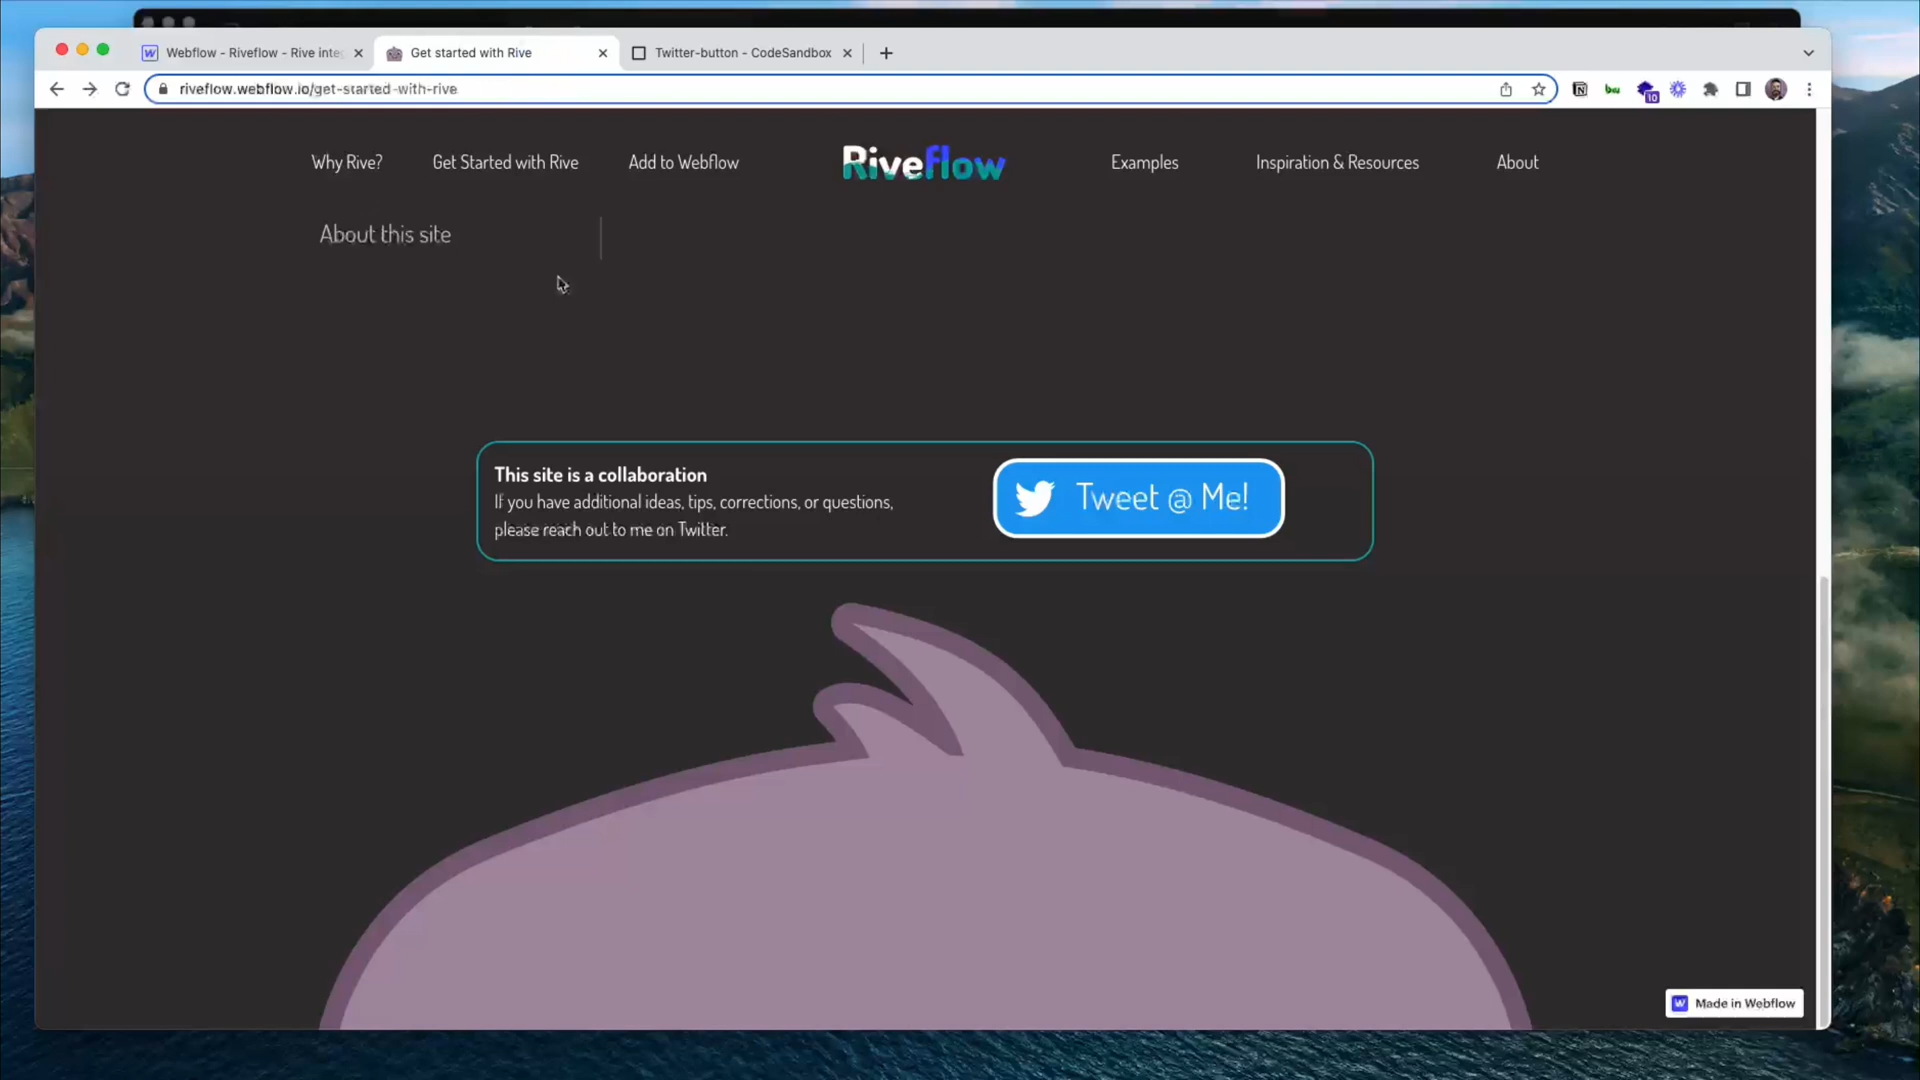 Webflow - Riveflow - Rive inte
Get started with Rive
Twitter-button - CodeSandbox
riveflow.webflow.io/get-started-with-rive
10
Why Rive?
Get Started with Rive
Add to Webflow
Riveflow
Examples
Inspiration & Resources
About
About this site
This site is a collaboration
If you have additional ideas, tips, corrections, or questions,
please reach out to me on Twitter.
Tweet @ Me!
Made in Webflow